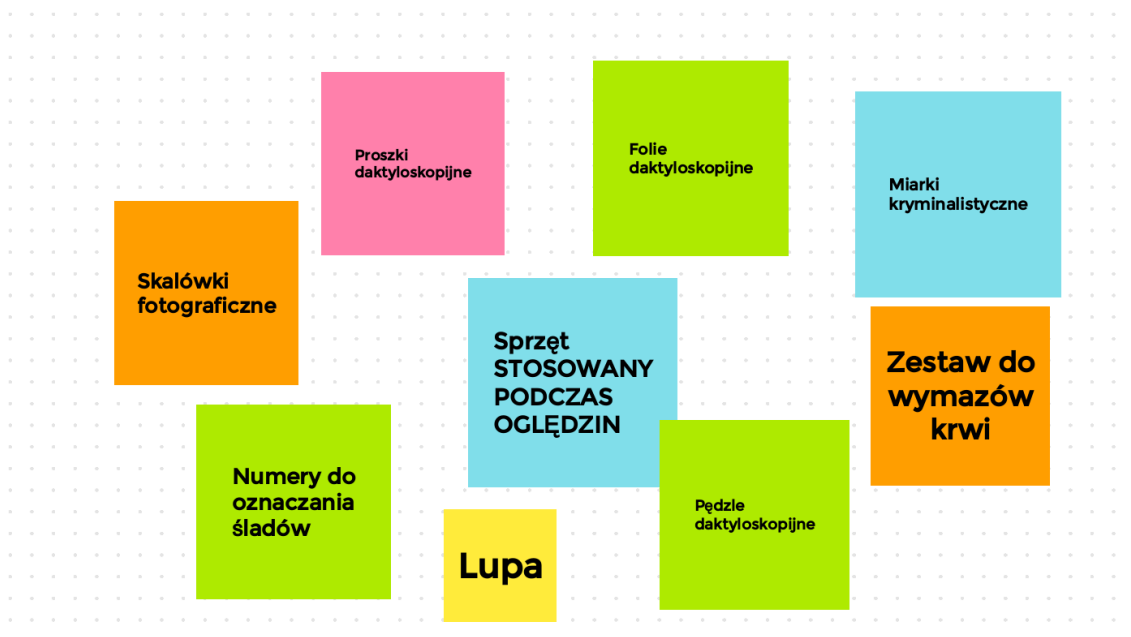 Proszki
daktyloskopijne
Folie
daktyloskopijne
Miarki
kryminalistyczne
Skalówki
fotograficzne
Sprzęt
STOSOWANY
PODCZAS
OGLĘDZIN
Zestaw do
wymazów
krwi
Numery do
oznaczania
śladów
Pędzle
daktyloskopijne
Lupa